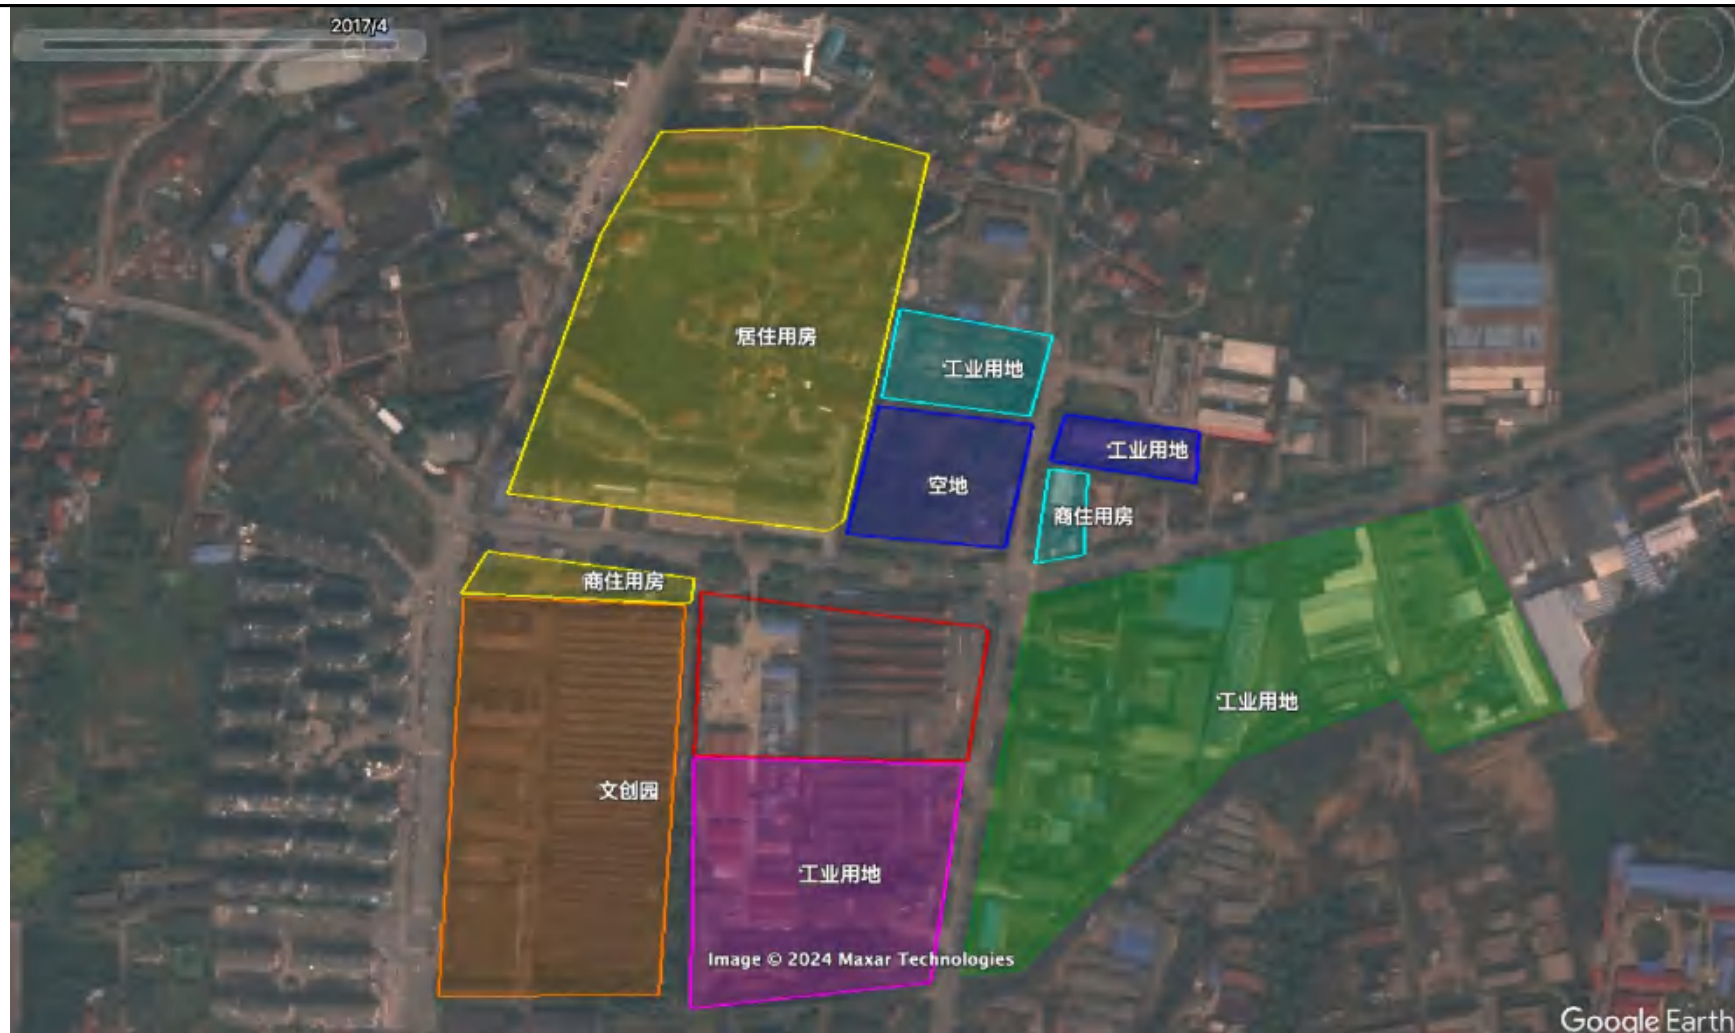 2017/4
居住用房
工业用地
工业用地
空地
商住用房
商住用房
工业用地
文创园
工业用地
Image © 2024 Maxar Technologies
Google Earth